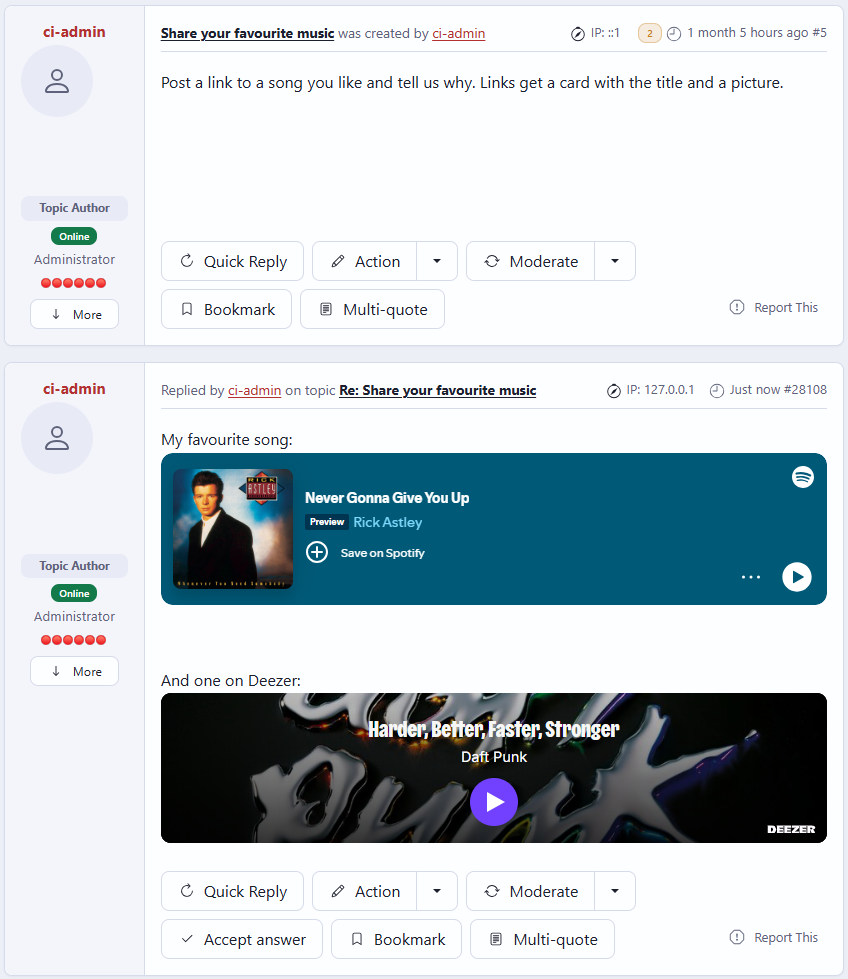 ci-admin
Share your favourite music was created by ci-admin
IP: ::1
2
1 month 5 hours ago #5
Post a link to a song you like and tell us why. Links get a card with the title and a picture.
Topic Author
Online
Administrator
More
Quick Reply
Action
Moderate
Bookmark
Multi-quote
Report This
ci-admin
Replied by ci-admin on topic Re: Share your favourite music
IP: 127.0.0.1
Just now #28108
My favourite song:
RICK
ASTLEY
Whenever You Need Somebody
Never Gonna Give You Up
Preview Rick Astley
Save on Spotify
Topic Author
Online
Administrator
More
And one on Deezer:
Harder, Better, Faster, Stronger
Daft Punk
DEEZER
Quick Reply
Action
Moderate
Accept answer
Bookmark
Multi-quote
Report This